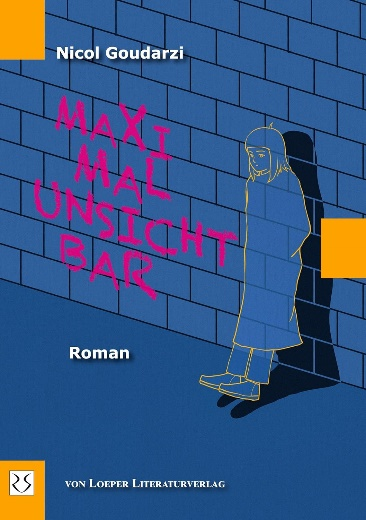 Nicol Goudarzi
MAXI
MAL
UNSICHT
BAR
Roman
VON LOEPER LITERATURVERLAG